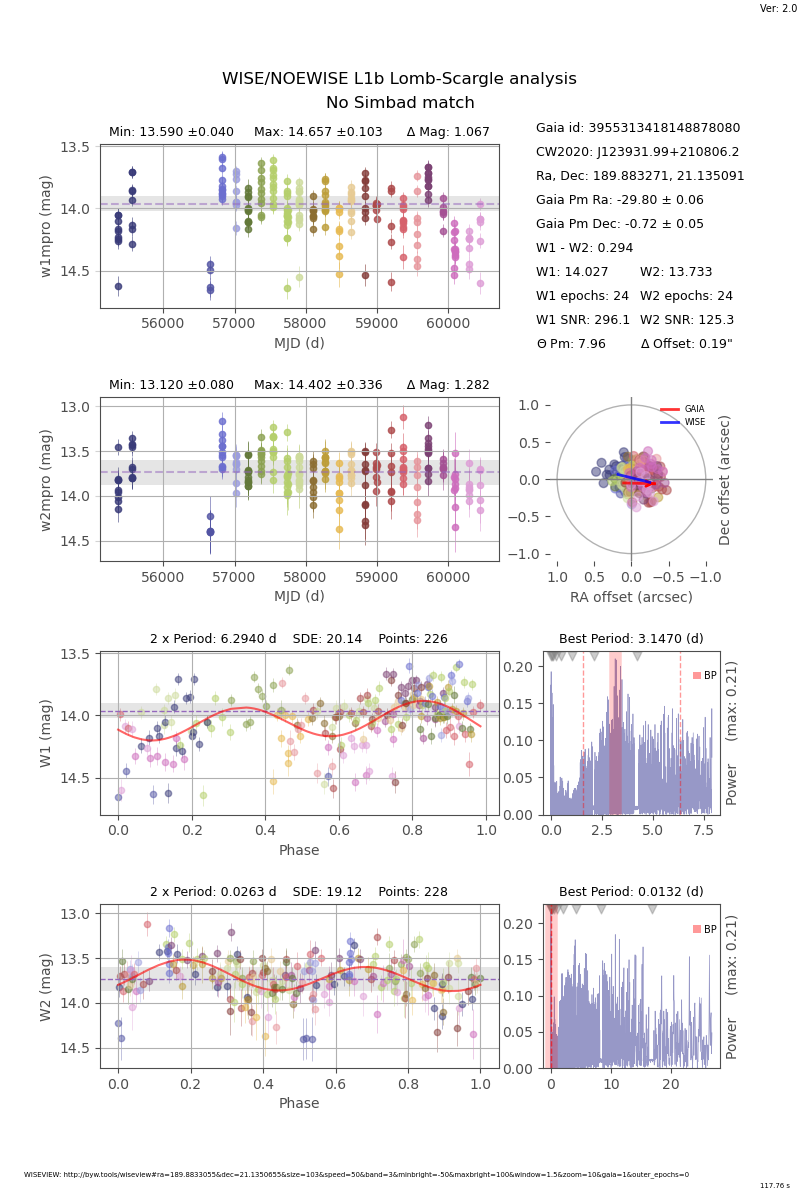 Ver: 2.0
WISE/NOEWISE L1b Lomb-Scargle analysis
No Simbad match
Min: 13.590 ±0.040 Max: 14.657 ±0.103 Δ Mag: 1.067
13.5
14.0
14.5
w1mpro (mag)
56000 57000 58000 59000 60000
MJD (d)
Gaia id: 3955313418148878080
CW2020: J123931.99+210806.2
Ra, Dec: 189.883271, 21.135091
Gaia Pm Ra: -29.80 ± 0.06
Gaia Pm Dec: -0.72 ± 0.05
W1 - W2: 0.294
W1: 14.027 W2: 13.733
W1 epochs: 24 W2 epochs: 24
W1 SNR: 296.1 W2 SNR: 125.3
Θ Pm: 7.96 Δ Offset: 0.19"
Min: 13.120 ±0.080 Max: 14.402 ±0.336 Δ Mag: 1.282
13.0
13.5
14.0
14.5
w2mpro (mag)
56000 57000 58000 59000 60000
MJD (d)
1.0
0.5
0.0
−0.5
−1.0
GAIA
WISE
Dec offset (arcsec)
1.0 0.5 0.0 −0.5 −1.0
RA offset (arcsec)
2 x Period: 6.2940 d SDE: 20.14 Points: 226
13.5
14.0
14.5
W1 (mag)
0.0 0.2 0.4 0.6 0.8 1.0
Phase
Best Period: 3.1470 (d)
0.20
0.15
0.10
0.05
0.00
BP
Power (max: 0.21)
0.0 2.5 5.0 7.5
2 x Period: 0.0263 d SDE: 19.12 Points: 228
13.0
13.5
14.0
14.5
W2 (mag)
0.0 0.2 0.4 0.6 0.8 1.0
Phase
Best Period: 0.0132 (d)
0.20
0.15
0.10
0.05
0.00
BP
Power (max: 0.21)
0 10 20
WISEVIEW: http://byw.tools/wiseview#ra=189.8833055&dec=21.1350655&size=103&speed=50&band=3&minbright=-50&maxbright=100&window=1.5&zoom=10&gaia=1&outer_epochs=0
117.76 s